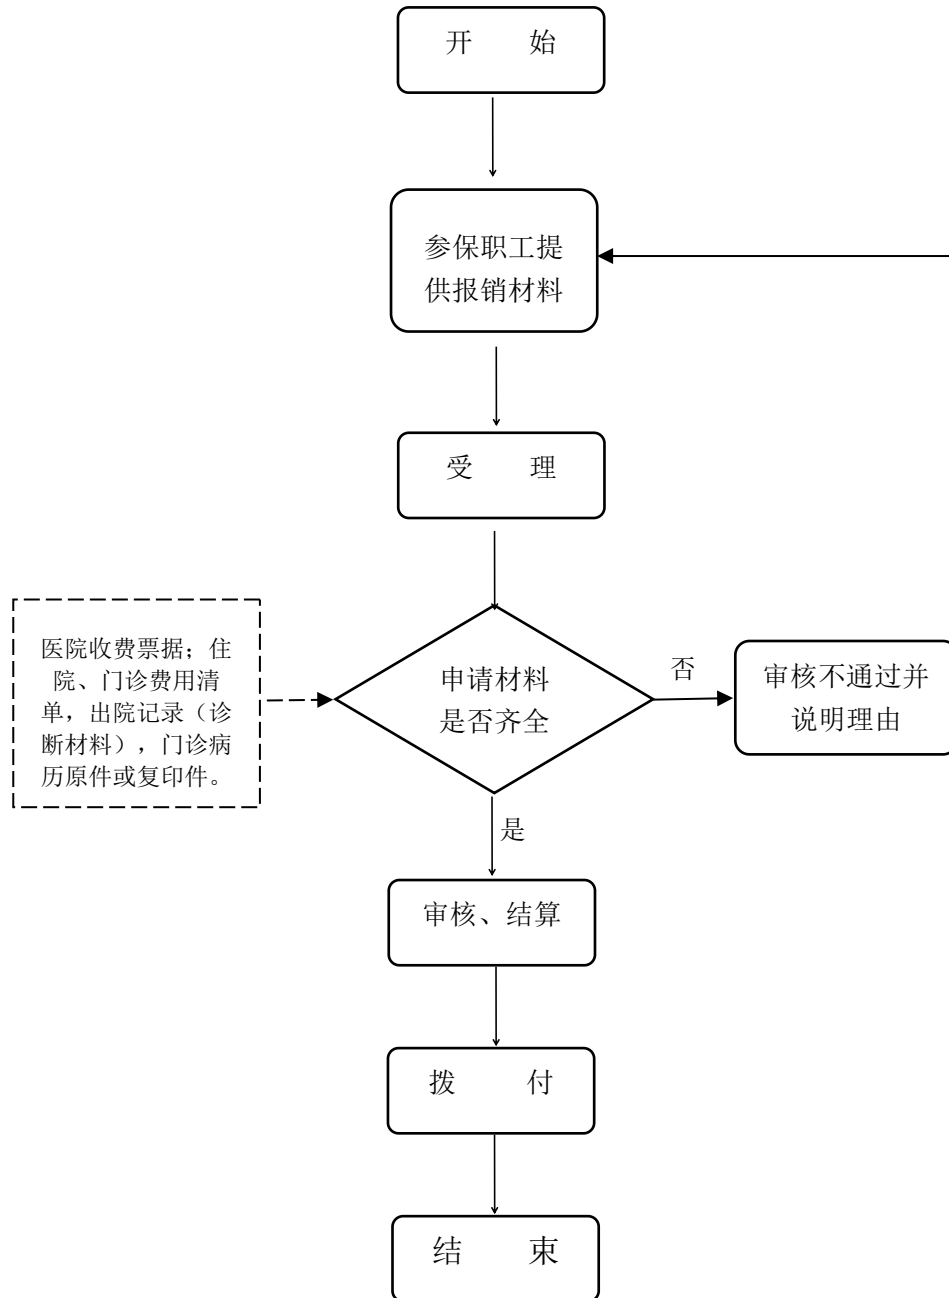 开 始
参保职工提
供报销材料
受 理
医院收费票据；住
院、门诊费用清
单，出院记录（诊
断材料），门诊病
历原件或复印件。
申请材料
是否齐全
否
审核不通过并
说明理由
是
审核、结算
拨 付
结 束